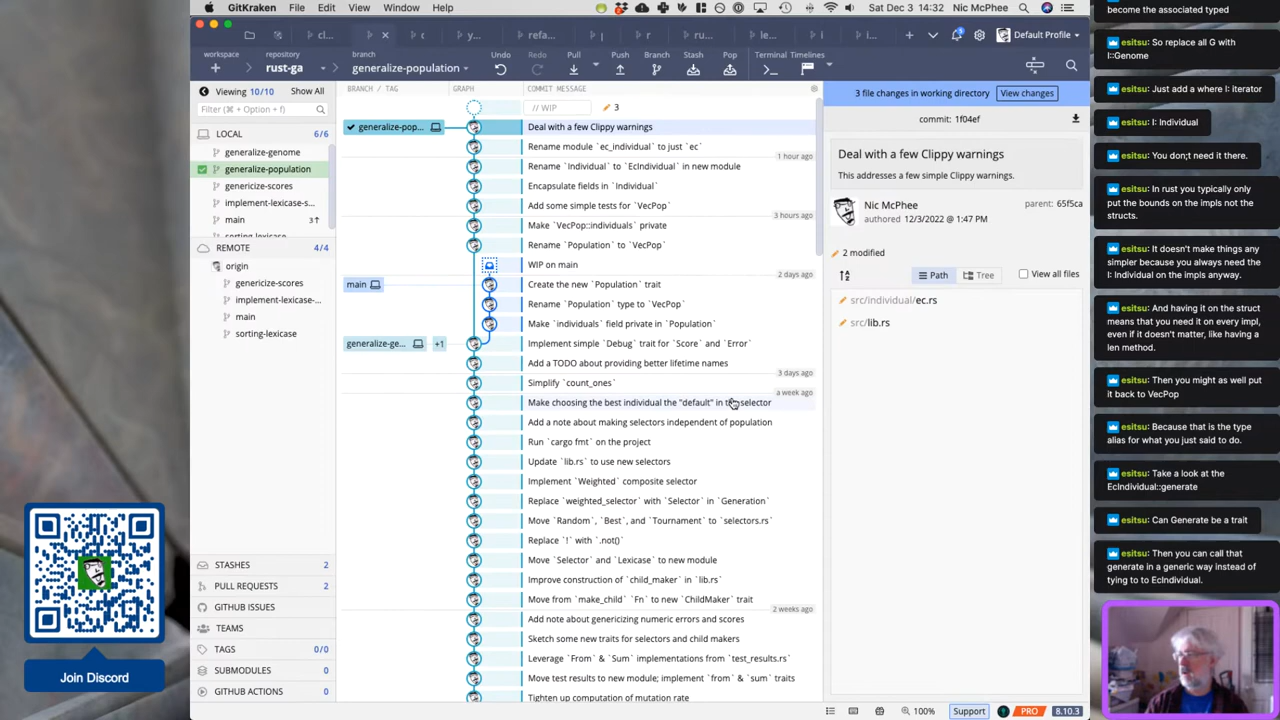 GitKraken File Edit View Window Help
Sat Dec 3 14:32 Nic McPhee
Default Profile
workspace
repository
rust-ga
branch
generalize-population
Undo
Redo
Pull
Push
Branch
Stash
Pop
Terminal
Timelines
Viewing 10/10 Show All
Filter (⌘ + Option + f)
LOCAL 6/6
generalize-genome
generalize-population
genericize-scores
implement-lexicase-s...
main 3↑
sorting-lexicase
REMOTE 4/4
origin
genericize-scores
implement-lexicase-...
main
sorting-lexicase
STASHES 2
PULL REQUESTS 2
GITHUB ISSUES
TEAMS
TAGS 0/0
SUBMODULES 0
GITHUB ACTIONS 0
BRANCH / TAG GRAPH COMMIT MESSAGE
// WIP 3
generalize-pop... Deal with a few Clippy warnings
Rename module `ec_individual` to just `ec`
1 hour ago
Rename `Individual` to `EcIndividual` in new module
Encapsulate fields in `Individual`
Add some simple tests for `VecPop`
3 hours ago
Make `VecPop::individuals` private
Rename `Population` to `VecPop`
WIP on main
2 days ago
main Create the new `Population` trait
Rename `Population` type to `VecPop`
Make `individuals` field private in `Population`
generalize-ge... +1 Implement simple `Debug` trait for `Score` and `Error`
Add a TODO about providing better lifetime names
3 days ago
Simplify `count_ones`
a week ago
Make choosing the best individual the "default" in selector
Add a note about making selectors independent of population
Run `cargo fmt` on the project
Update `lib.rs` to use new selectors
Implement `Weighted` composite selector
Replace `weighted_selector` with `Selector` in `Generation`
Move `Random`, `Best`, and `Tournament` to `selectors.rs`
Replace `!` with `.not()`
Move `Selector` and `Lexicase` to new module
Improve construction of `child_maker` in `lib.rs`
Move from `make_child` `Fn` to new `ChildMaker` trait
2 weeks ago
Add note about genericizing numeric errors and scores
Sketch some new traits for selectors and child makers
Leverage `From` & `Sum` implementations from `test_results.rs`
Move test results to new module; implement `from` & `sum` traits
Tighten up computation of mutation rate
3 file changes in working directory View changes
commit: 1f04ef
Deal with a few Clippy warnings
This addresses a few simple Clippy warnings.
Nic McPhee
authored 12/3/2022 @ 1:47 PM
parent: 65f5ca
2 modified
Path Tree View all files
src/individual/ec.rs
src/lib.rs
100% Support PRO 8.10.3
become the associated typed
esitsu: So replace all G with
I::Genome
esitsu: Just add a where I: iterator
esitsu: I: Individual
esitsu: You don;t need it there.
esitsu: In rust you typically only
put the bounds on the impls not the
structs.
esitsu: It doesn't make things any
simpler because you always need
the I: Individual on the impls anyway.
esitsu: And having it on the struct
means that you need it on every impl,
even if it doesn't matter, like having a
len method.
esitsu: Then you might as well put
it back to VecPop
esitsu: Because that is the type
alias for what you just said to do.
esitsu: Take a look at the
EcIndividual::generate
esitsu: Can Generate be a trait
esitsu: Then you can call that
generate in a generic way instead of
tying to to EcIndividual.
Join Discord